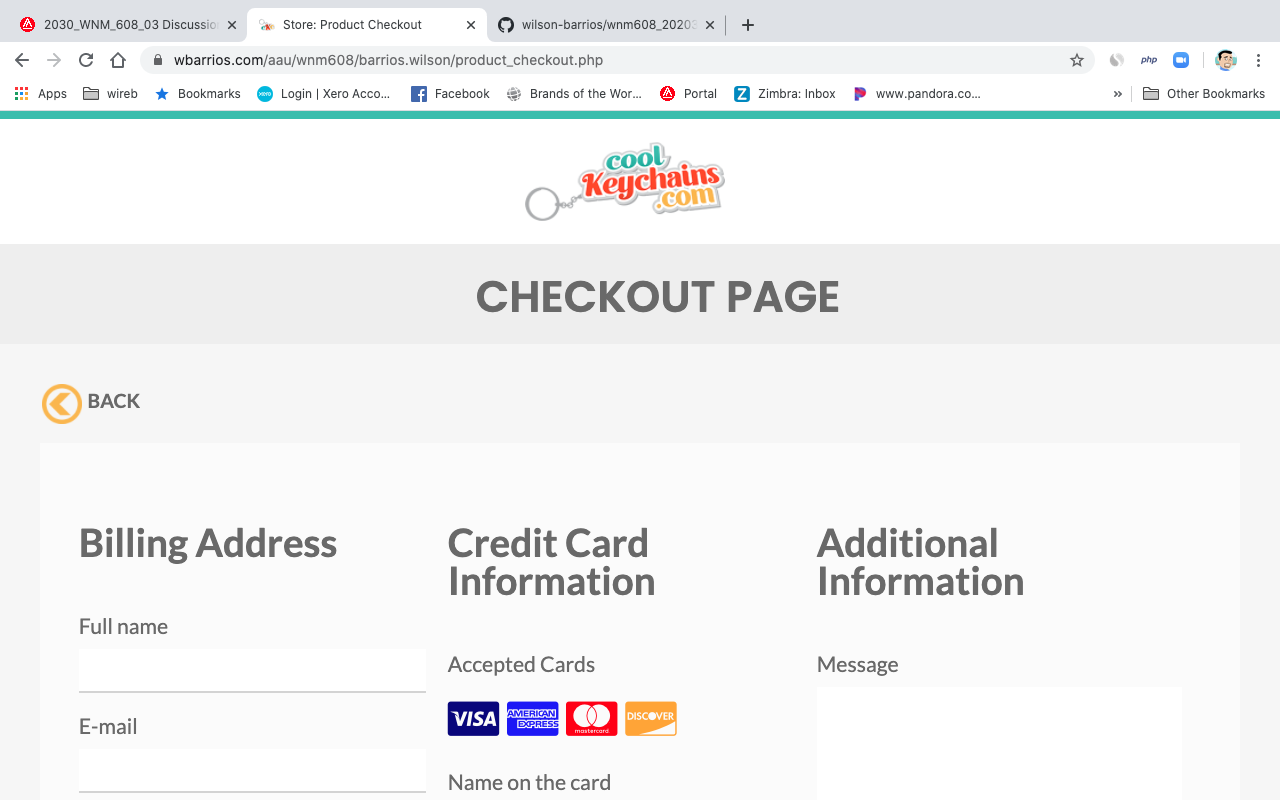 2030_WNM_608_03 Discussio
Store: Product Checkout
wilson-barrios/wnm608_20203
wbarrios.com/aau/wnm608/barrios.wilson/product_checkout.php
php
Apps
wireb
Bookmarks
xero
Login | Xero Acco...
Facebook
Brands of the Wor...
Portal
Z
Zimbra: Inbox
www.pandora.co...
»
Other Bookmarks
cool
Keychains
.com
CHECKOUT PAGE
BACK
Billing Address
Full name
E-mail
Credit Card
Information
Accepted Cards
VISA
AMERICAN
EXPRESS
mastercard
DISCOVER
Name on the card
Additional
Information
Message